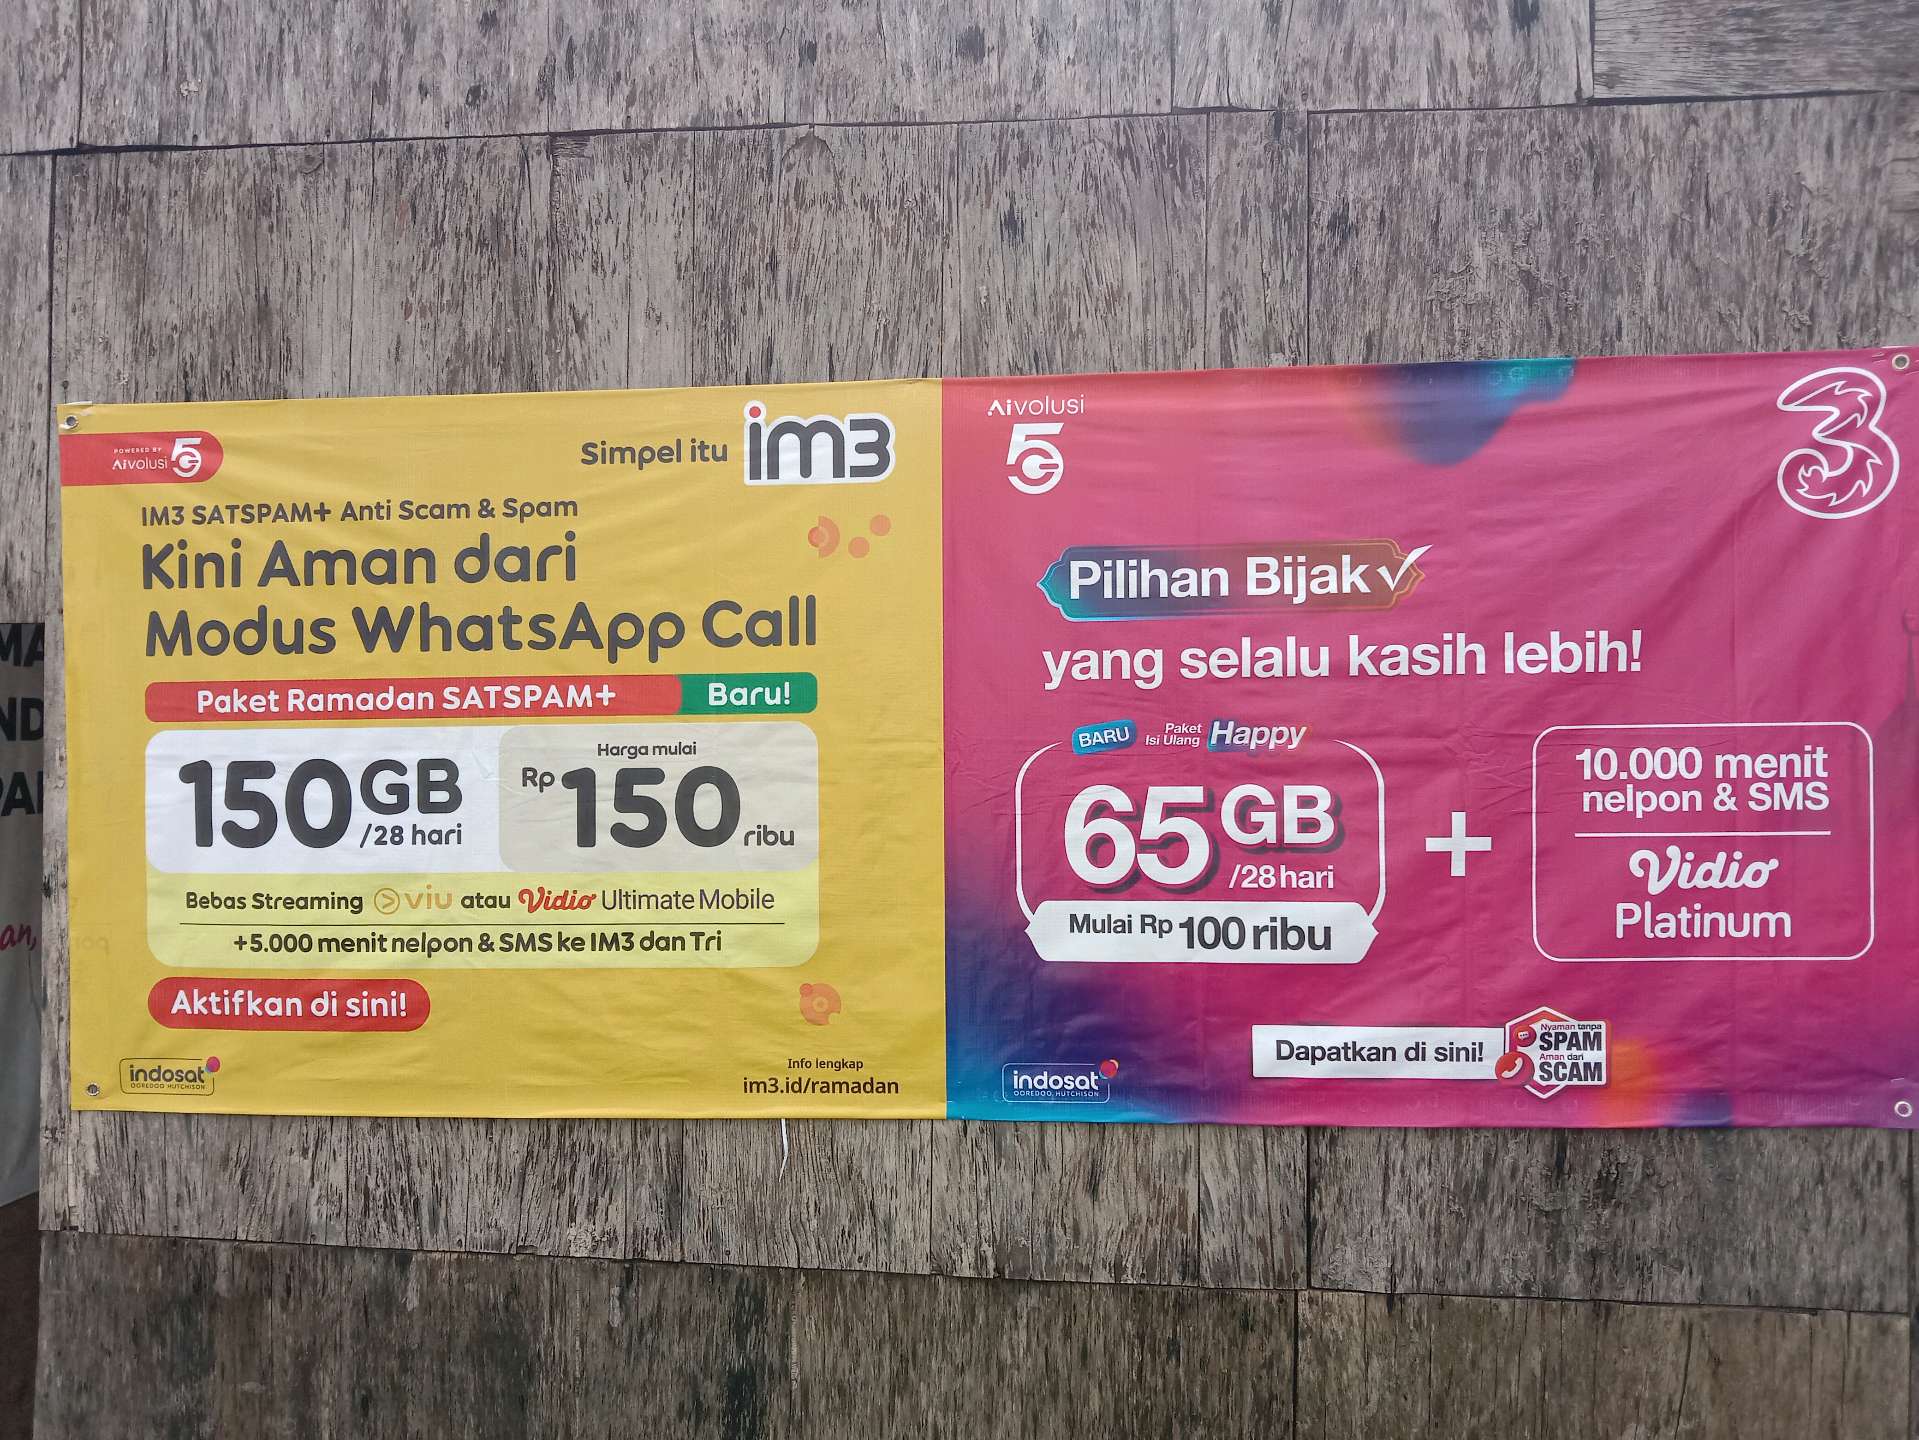 POWERED BY
Aivolusi 5G
Simpel itu im3
IM3 SATSPAM+ Anti Scam & Spam
Kini Aman dari
Modus WhatsApp Call
Paket Ramadan SATSPAM+ Baru!
150 GB /28 hari
Harga mulai
Rp 150 ribu
Bebas Streaming viu atau Vidio Ultimate Mobile
+5.000 menit nelpon & SMS ke IM3 dan Tri
Aktifkan di sini!
indosat
OOREDOO HUTCHISON
Info lengkap
im3.id/ramadan
Aivolusi
5G
3
Pilihan Bijak
yang selalu kasih lebih!
BARU Paket Isi Ulang Happy
65 GB /28 hari
Mulai Rp 100 ribu
+
10.000 menit
nelpon & SMS
Vidio
Platinum
Dapatkan di sini!
Nyaman tanpa
SPAM
Aman dari
SCAM
indosat
OOREDOO HUTCHISON